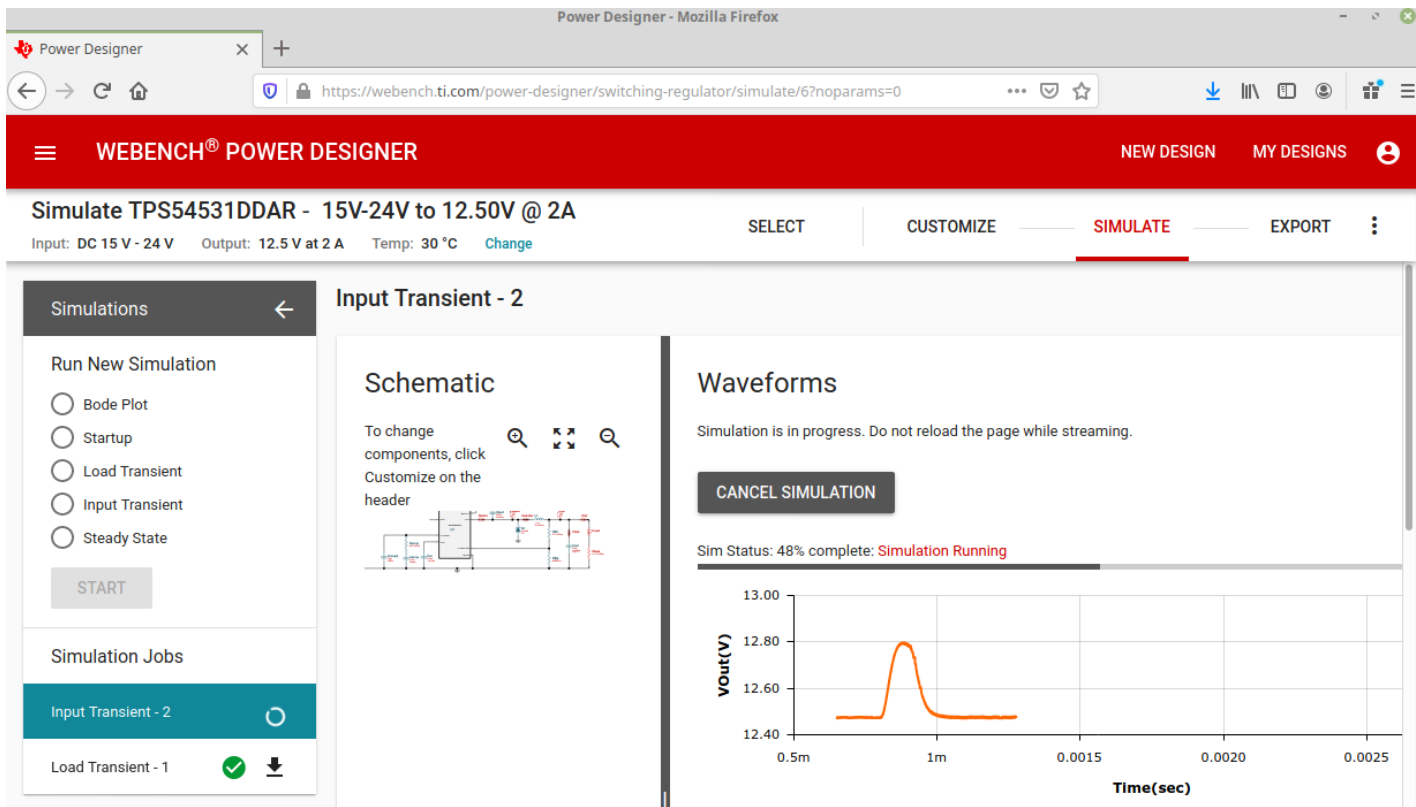 Power Designer - Mozilla Firefox
Power Designer
https://webench.ti.com/power-designer/switching-regulator/simulate/6?noparams=0
WEBENCH® POWER DESIGNER
NEW DESIGN
MY DESIGNS
Simulate TPS54531DDAR - 15V-24V to 12.50V @ 2A
Input: DC 15 V - 24 V Output: 12.5 V at 2 A Temp: 30 °C Change
SELECT
CUSTOMIZE
SIMULATE
EXPORT
Simulations
Run New Simulation
Bode Plot
Startup
Load Transient
Input Transient
Steady State
START
Simulation Jobs
Input Transient - 2
Load Transient - 1
Input Transient - 2
Schematic
To change
components, click
Customize on the
header
Waveforms
Simulation is in progress. Do not reload the page while streaming.
CANCEL SIMULATION
Sim Status: 48% complete: Simulation Running
13.00
12.80
12.60
12.40
VOut(V)
0.5m
1m
0.0015
0.0020
0.0025
Time(sec)